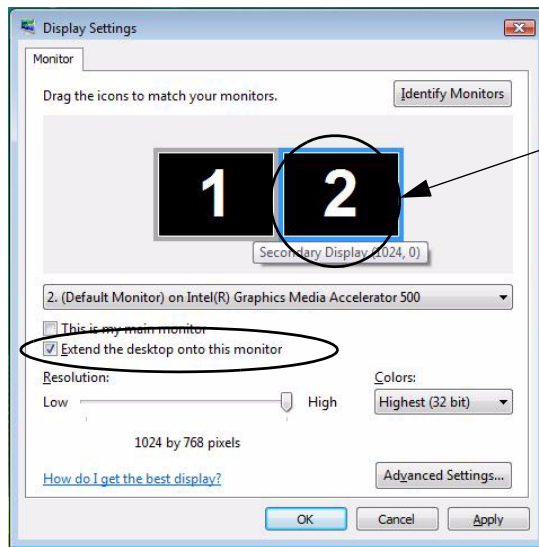 Display Settings
Monitor
Drag the icons to match your monitors.
Identify Monitors
1 2
Secondary Display (1024, 0)
2. (Default Monitor) on Intel(R) Graphics Media Accelerator 500
This is my main monitor
Extend the desktop onto this monitor
Resolution: Colors:
Low High Highest (32 bit)
1024 by 768 pixels
How do I get the best display? Advanced Settings...
OK Cancel Apply